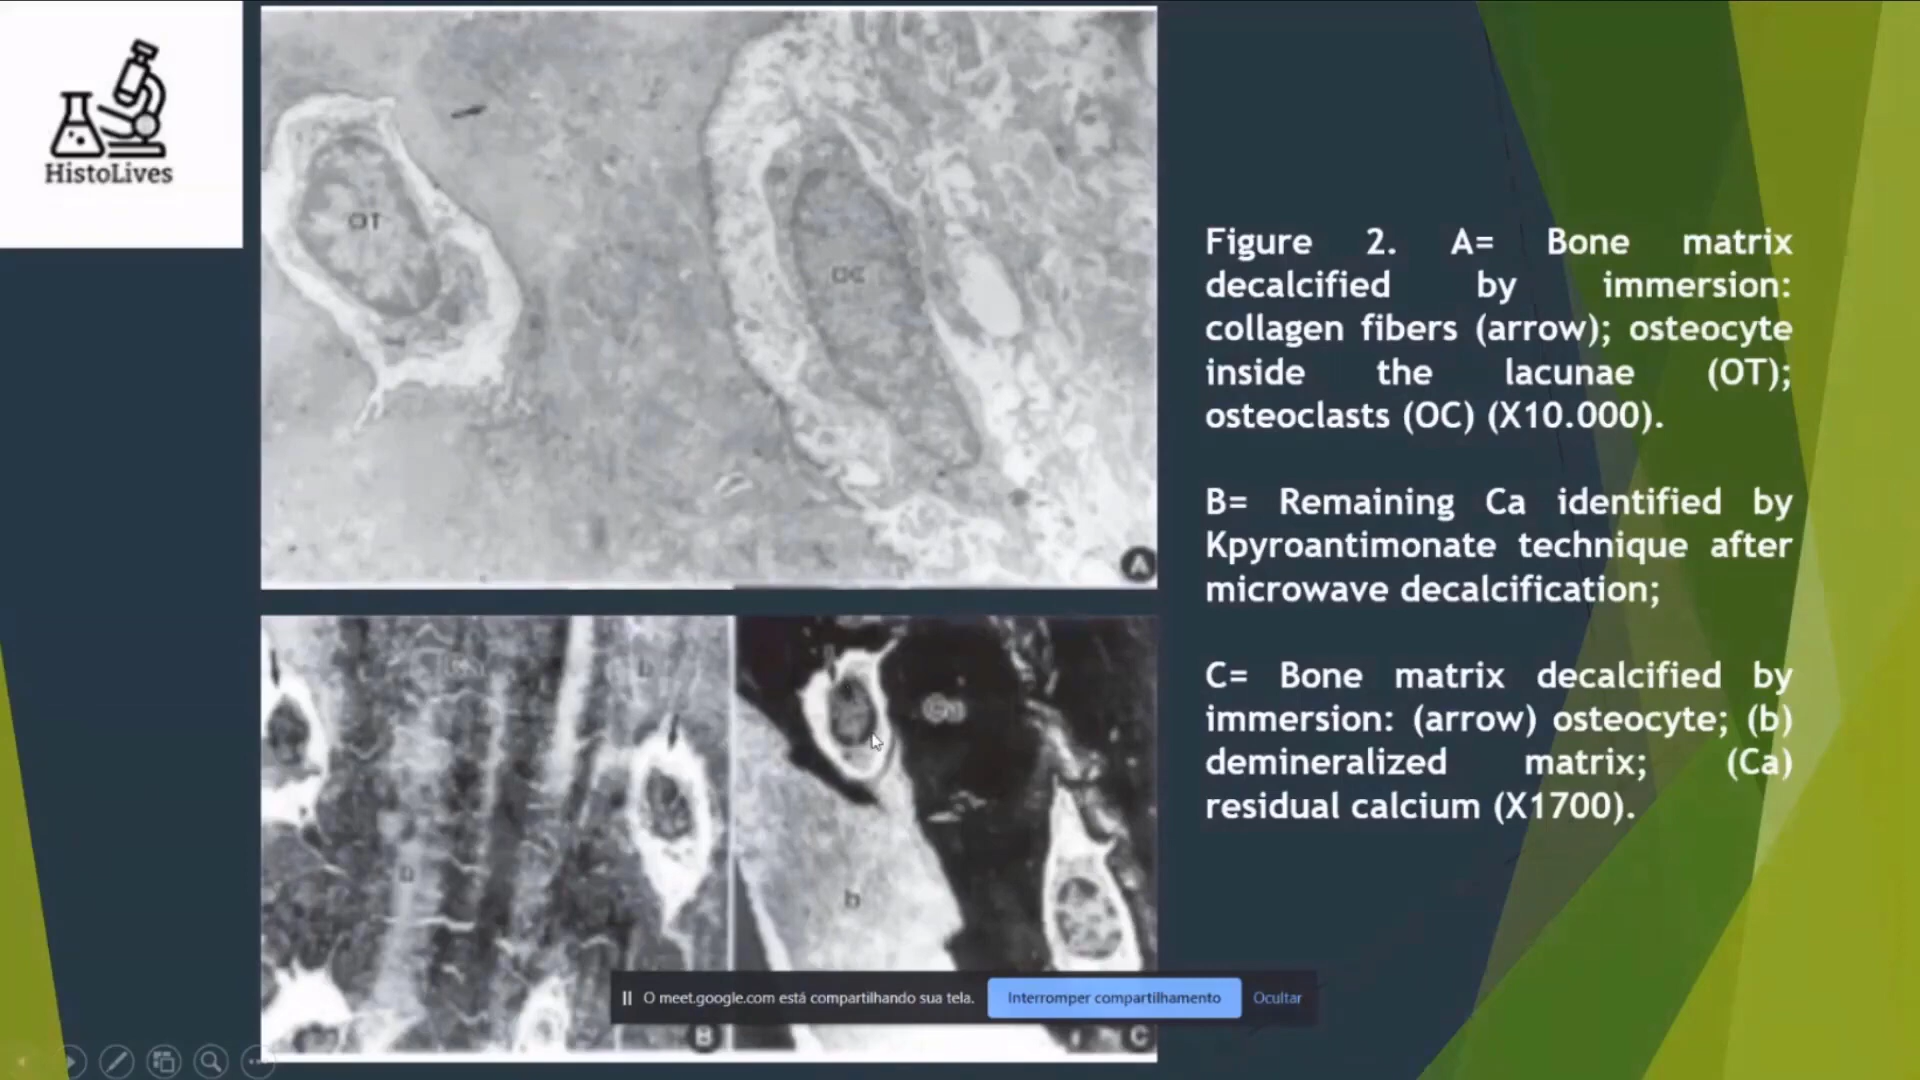 HistoLives
OT
OC
A
Figure 2. A= Bone matrix
decalcified by immersion:
collagen fibers (arrow); osteocyte
inside the lacunae (OT);
osteoclasts (OC) (X10.000).
B= Remaining Ca identified by
Kpyroantimonate technique after
microwave decalcification;
C= Bone matrix decalcified by
immersion: (arrow) osteocyte; (b)
demineralized matrix; (Ca)
residual calcium (X1700).
b
b
B
Ca
b
C
O meet.google.com está compartilhando sua tela.
Interromper compartilhamento
Ocultar